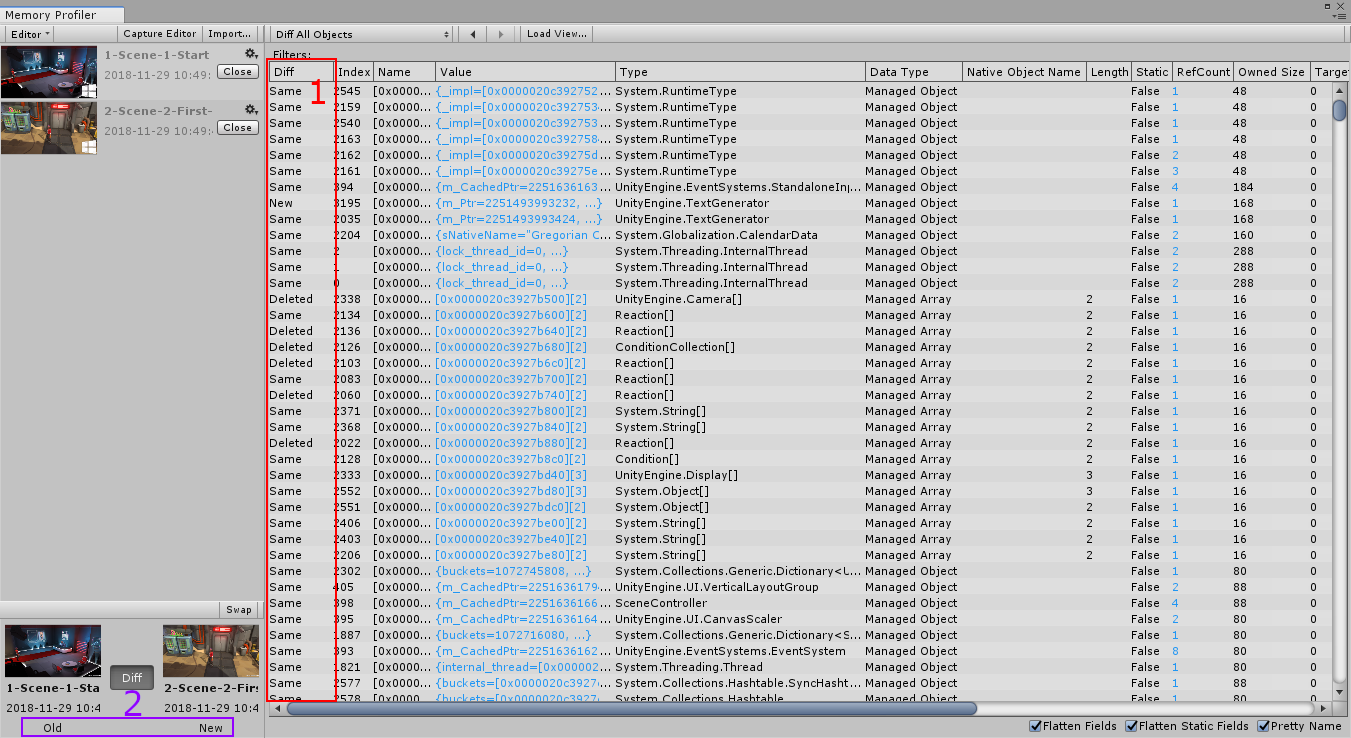 Memory Profiler
Editor Capture Editor Import... Diff All Objects Load View...
1-Scene-1-Start
2018-11-29 10:49: Close
2-Scene-2-First-
2018-11-29 10:49: Close
Filters:
Diff Index Name Value Type Data Type Native Object Name Length Static RefCount Owned Size Target
1
Same 2545 [0x0000... {_impl=[0x0000020c392752... System.RuntimeType Managed Object False 1 48 0
Same 2159 [0x0000... {_impl=[0x0000020c392753... System.RuntimeType Managed Object False 1 48 0
Same 2540 [0x0000... {_impl=[0x0000020c392753... System.RuntimeType Managed Object False 1 48 0
Same 2163 [0x0000... {_impl=[0x0000020c392758... System.RuntimeType Managed Object False 1 48 0
Same 2162 [0x0000... {_impl=[0x0000020c39275d... System.RuntimeType Managed Object False 2 48 0
Same 2161 [0x0000... {_impl=[0x0000020c39275e... System.RuntimeType Managed Object False 3 48 0
Same 394 [0x0000... {m_CachedPtr=2251636163... UnityEngine.EventSystems.StandaloneInp... Managed Object False 4 184 0
New 3195 [0x0000... {m_Ptr=2251493993232, ...} UnityEngine.TextGenerator Managed Object False 1 168 0
Same 2035 [0x0000... {m_Ptr=2251493993424, ...} UnityEngine.TextGenerator Managed Object False 1 168 0
Same 2204 [0x0000... {sNativeName="Gregorian C... System.Globalization.CalendarData Managed Object False 2 160 0
Same 2 [0x0000... {lock_thread_id=0, ...} System.Threading.InternalThread Managed Object False 2 288 0
Same 1 [0x0000... {lock_thread_id=0, ...} System.Threading.InternalThread Managed Object False 2 288 0
Same 0 [0x0000... {lock_thread_id=0, ...} System.Threading.InternalThread Managed Object False 2 288 0
Deleted 2338 [0x0000... [0x0000020c3927b500][2] UnityEngine.Camera[] Managed Array 2 False 1 16 0
Same 2134 [0x0000... [0x0000020c3927b600][2] Reaction[] Managed Array 2 False 1 16 0
Deleted 2136 [0x0000... [0x0000020c3927b640][2] Reaction[] Managed Array 2 False 1 16 0
Deleted 2126 [0x0000... [0x0000020c3927b680][2] ConditionCollection[] Managed Array 2 False 1 16 0
Deleted 2103 [0x0000... [0x0000020c3927b6c0][2] Reaction[] Managed Array 2 False 1 16 0
Same 2083 [0x0000... [0x0000020c3927b700][2] Reaction[] Managed Array 2 False 1 16 0
Deleted 2060 [0x0000... [0x0000020c3927b740][2] Reaction[] Managed Array 2 False 1 16 0
Same 2371 [0x0000... [0x0000020c3927b800][2] System.String[] Managed Array 2 False 1 16 0
Same 2368 [0x0000... [0x0000020c3927b840][2] System.String[] Managed Array 2 False 1 16 0
Deleted 2022 [0x0000... [0x0000020c3927b880][2] Reaction[] Managed Array 2 False 1 16 0
Same 2128 [0x0000... [0x0000020c3927b8c0][2] Condition[] Managed Array 2 False 1 16 0
Same 2333 [0x0000... [0x0000020c3927bd40][3] UnityEngine.Display[] Managed Array 3 False 1 16 0
Same 2552 [0x0000... [0x0000020c3927bd80][3] System.Object[] Managed Array 3 False 1 16 0
Same 2551 [0x0000... [0x0000020c3927bdc0][2] System.Object[] Managed Array 2 False 1 16 0
Same 2406 [0x0000... [0x0000020c3927be00][2] System.String[] Managed Array 2 False 1 16 0
Same 2403 [0x0000... [0x0000020c3927be40][2] System.String[] Managed Array 2 False 1 16 0
Same 2206 [0x0000... [0x0000020c3927be80][2] System.String[] Managed Array 2 False 1 16 0
Same 2302 [0x0000... {buckets=1072745808, ...} System.Collections.Generic.Dictionary<U... Managed Object False 1 80 0
Same 405 [0x0000... {m_CachedPtr=2251636179... UnityEngine.UI.VerticalLayoutGroup Managed Object False 2 88 0
Same 398 [0x0000... {m_CachedPtr=2251636166... SceneController Managed Object False 4 88 0
Same 395 [0x0000... {m_CachedPtr=2251636164... UnityEngine.UI.CanvasScaler Managed Object False 2 80 0
Same 1887 [0x0000... {buckets=1072716080, ...} System.Collections.Generic.Dictionary<S... Managed Object False 1 80 0
Same 393 [0x0000... {m_CachedPtr=2251636162... UnityEngine.EventSystems.EventSystem Managed Object False 8 80 0
Same 1821 [0x0000... {internal_thread=[0x000002... System.Threading.Thread Managed Object False 1 80 0
Same 2577 [0x0000... {buckets=[0x0000020c3927... System.Collections.Hashtable.SyncHasht... Managed Object False 1 88 0
Same 2578 [0x0000... {buckets=[0x0000020c3927... System.Collections.Hashtable Managed Object False 1 80 0
Swap
Diff
1-Scene-1-Sta 2-Scene-2-Firs
2018-11-29 10:4 2 2018-11-29 10:4
Old New
Flatten Fields Flatten Static Fields Pretty Name